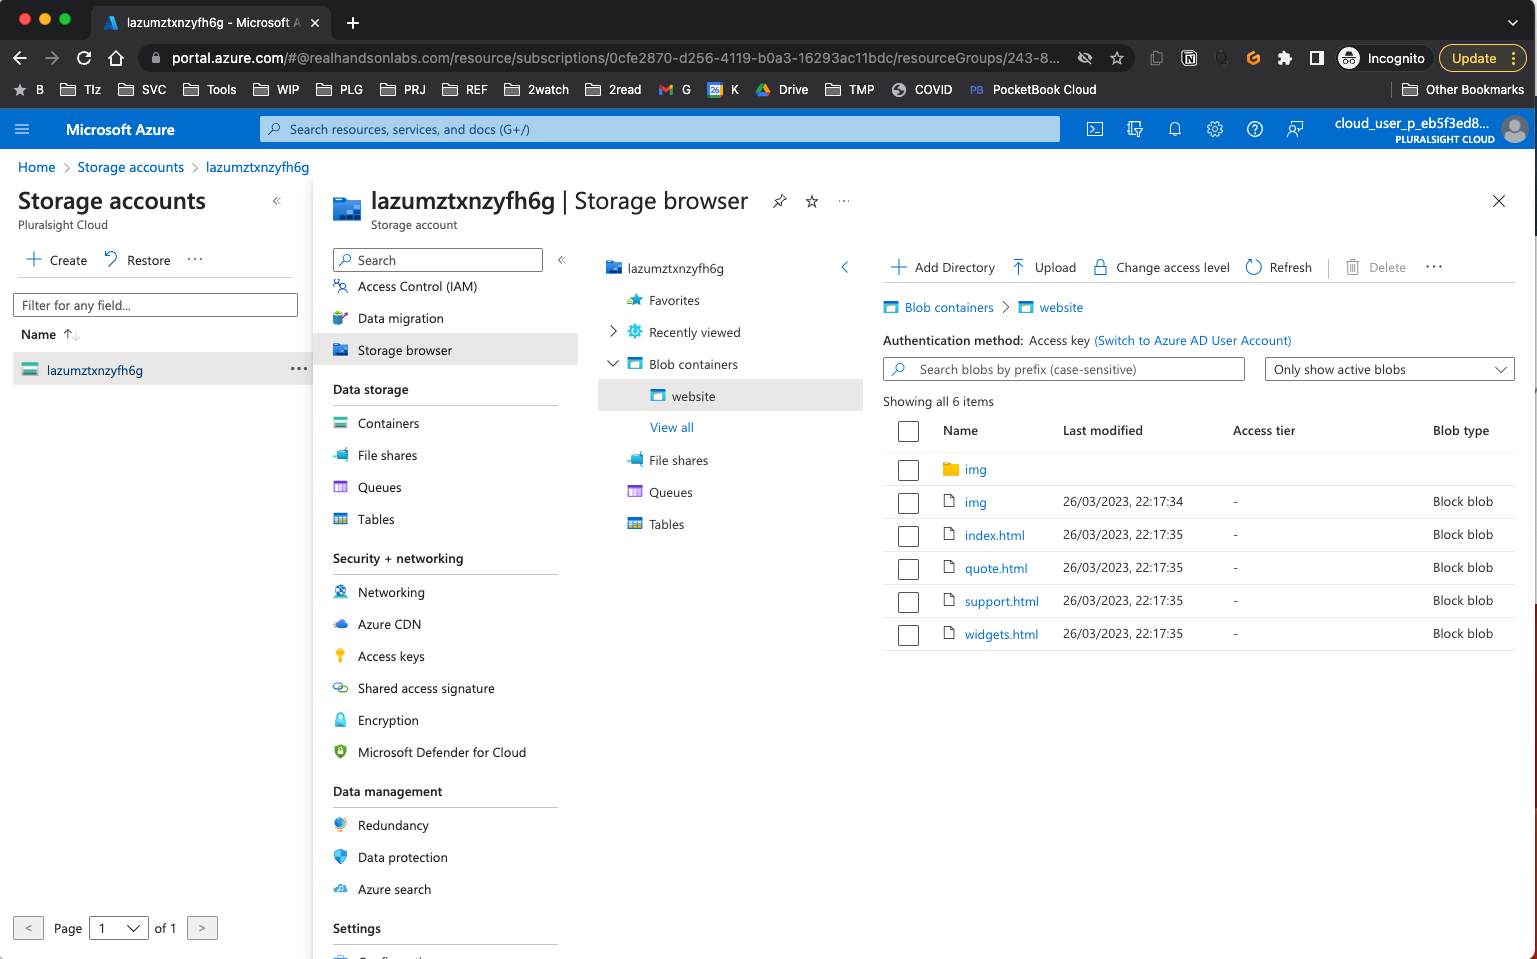 lazumztxnzyfh6g - Microsoft A
portal.azure.com/#@realhandsonlabs.com/resource/subscriptions/0cfe2870-d256-4119-b0a3-16293ac11bdc/resourceGroups/243-8...
Incognito
Update
B
TIz
SVC
Tools
WIP
PLG
PRJ
REF
2watch
2read
G
26
K
Drive
TMP
COVID
PB
PocketBook Cloud
Other Bookmarks
Microsoft Azure
Search resources, services, and docs (G+/)
cloud_user_p_eb5f3ed8...
PLURALSIGHT CLOUD
Home > Storage accounts > lazumztxnzyfh6g
Storage accounts
Pluralsight Cloud
Create
Restore
Filter for any field...
Name
lazumztxnzyfh6g
< Page 1 of 1 >
lazumztxnzyfh6g | Storage browser
Storage account
Search
Access Control (IAM)
Data migration
Storage browser
Data storage
Containers
File shares
Queues
Tables
Security + networking
Networking
Azure CDN
Access keys
Shared access signature
Encryption
Microsoft Defender for Cloud
Data management
Redundancy
Data protection
Azure search
Settings
lazumztxnzyfh6g
Favorites
Recently viewed
Blob containers
website
View all
File shares
Queues
Tables
Add Directory
Upload
Change access level
Refresh
Delete
Blob containers > website
Authentication method: Access key (Switch to Azure AD User Account)
Search blobs by prefix (case-sensitive)
Only show active blobs
Showing all 6 items
Name Last modified Access tier Blob type
img
img 26/03/2023, 22:17:34 - Block blob
index.html 26/03/2023, 22:17:35 - Block blob
quote.html 26/03/2023, 22:17:35 - Block blob
support.html 26/03/2023, 22:17:35 - Block blob
widgets.html 26/03/2023, 22:17:35 - Block blob